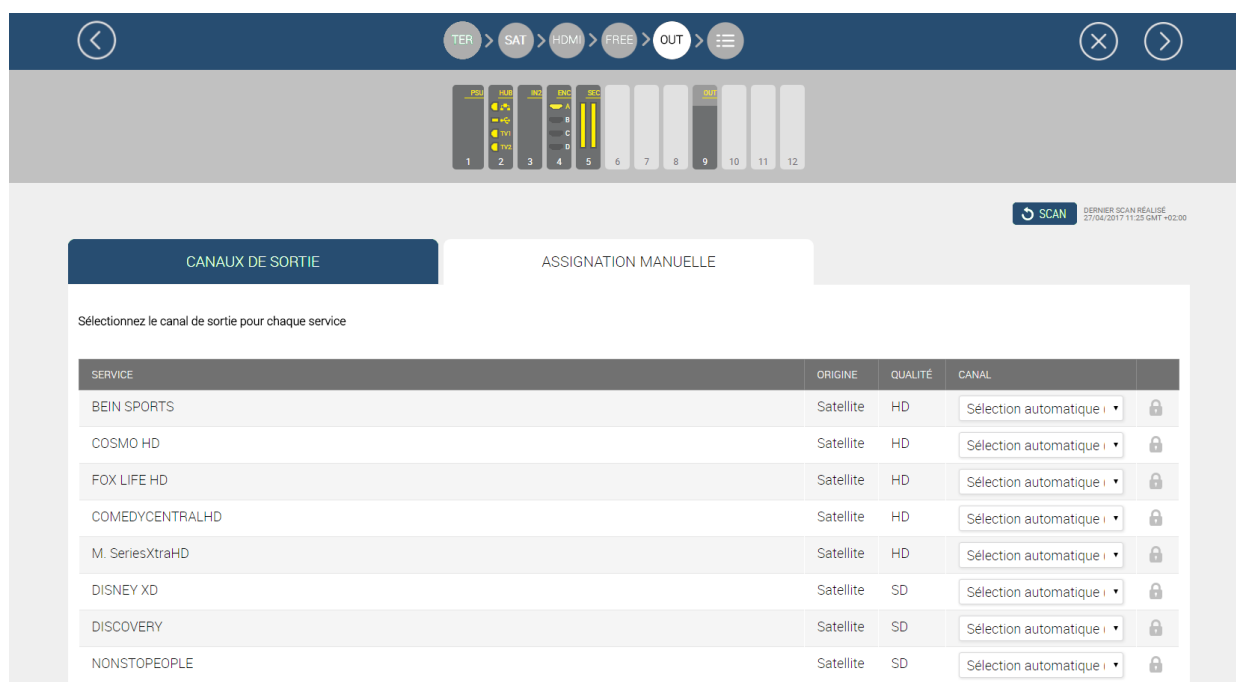 TER > SAT > HDMI > FREE > OUT >
PSU HUB IN2 ENC SEC OUT
A
B
TV1 C
TV2 D
1 2 3 4 5 6 7 8 9 10 11 12
SCAN DERNIER SCAN RÉALISÉ
27/04/2017 11:25 GMT +02:00
CANAUX DE SORTIE ASSIGNATION MANUELLE
Sélectionnez le canal de sortie pour chaque service
SERVICE ORIGINE QUALITÉ CANAL
BEIN SPORTS Satellite HD Sélection automatique (
COSMO HD Satellite HD Sélection automatique (
FOX LIFE HD Satellite HD Sélection automatique (
COMEDYCENTRALHD Satellite HD Sélection automatique (
M. SeriesXtraHD Satellite HD Sélection automatique (
DISNEY XD Satellite SD Sélection automatique (
DISCOVERY Satellite SD Sélection automatique (
NONSTOPEOPLE Satellite SD Sélection automatique (